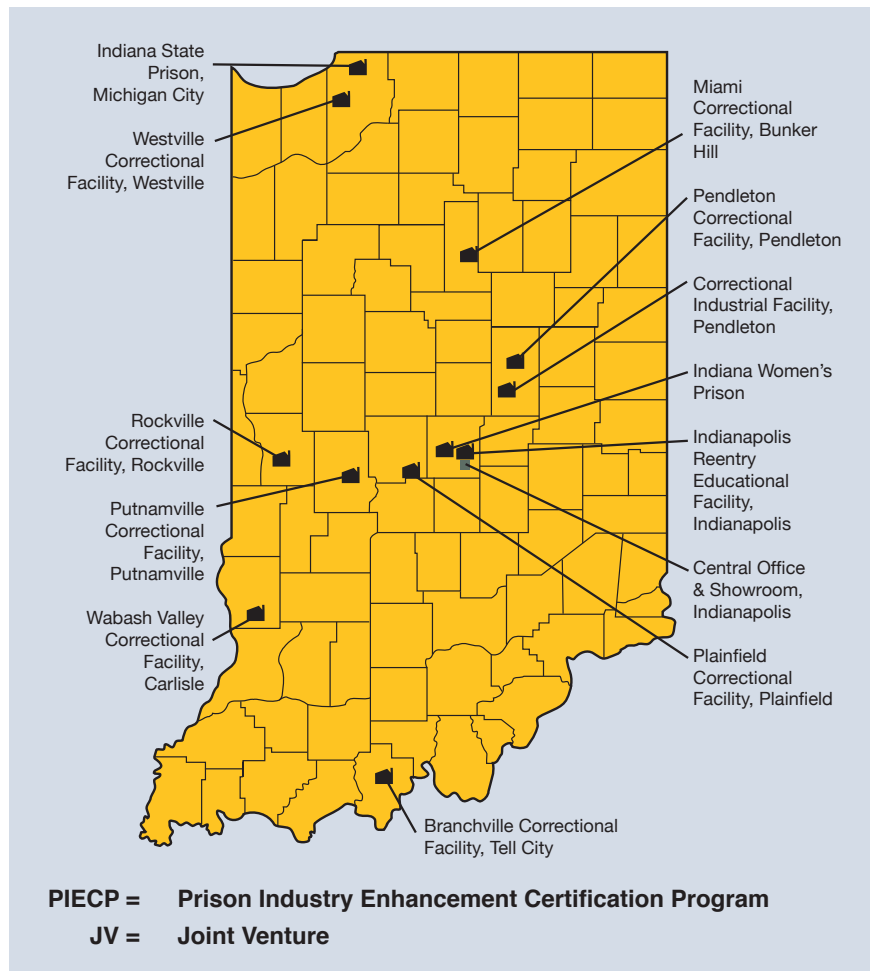 Indiana State
Prison,
Michigan City
Westville
Correctional
Facility, Westville
Rockville
Correctional
Facility, Rockville
Putnamville
Correctional
Facility,
Putnamville
Wabash Valley
Correctional
Facility,
Carlisle
Miami
Correctional
Facility, Bunker
Hill
Pendleton
Correctional
Facility, Pendleton
Correctional
Industrial Facility,
Pendleton
Indiana Women's
Prison
Indianapolis
Reentry
Educational
Facility,
Indianapolis
Central Office
& Showroom,
Indianapolis
Plainfield
Correctional
Facility, Plainfield
Branchville Correctional
Facility, Tell City
PIECP = Prison Industry Enhancement Certification Program
JV = Joint Venture